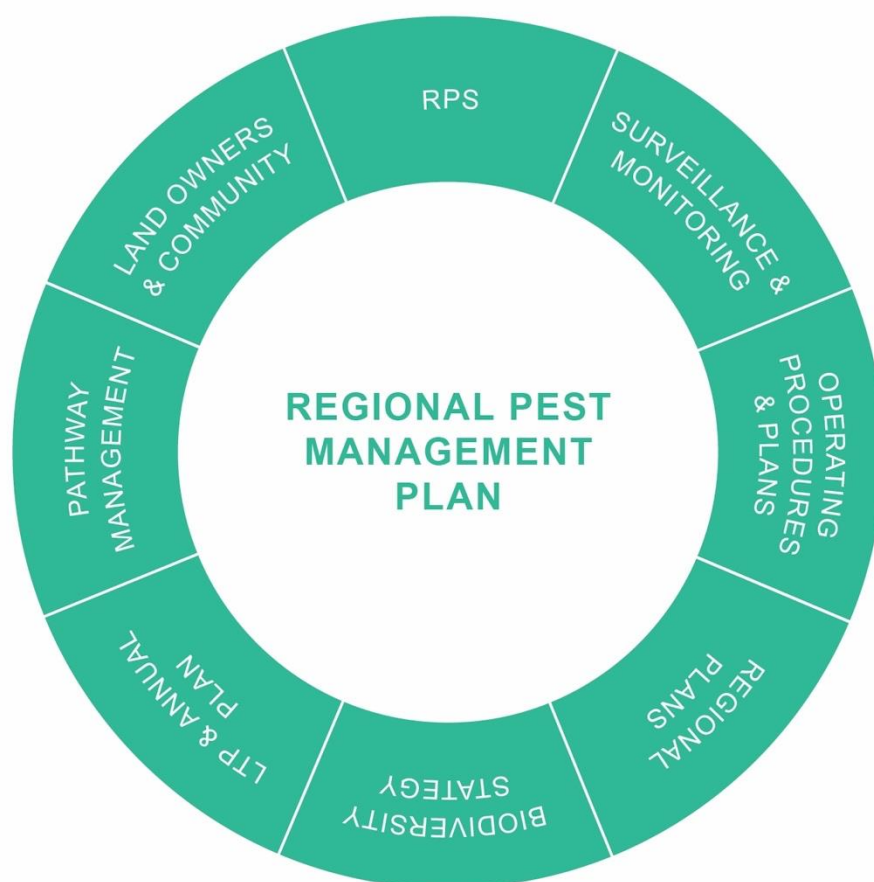 RPS
SURVEILLANCE &
MONITORING
OPERATING
PROCEDURES
& PLANS
REGIONAL
PLANS
BIODIVERSITY
STATEGY
LTP & ANNUAL
PLAN
PATHWAY
MANAGEMENT
LAND OWNERS
& COMMUNITY
REGIONAL PEST
MANAGEMENT
PLAN